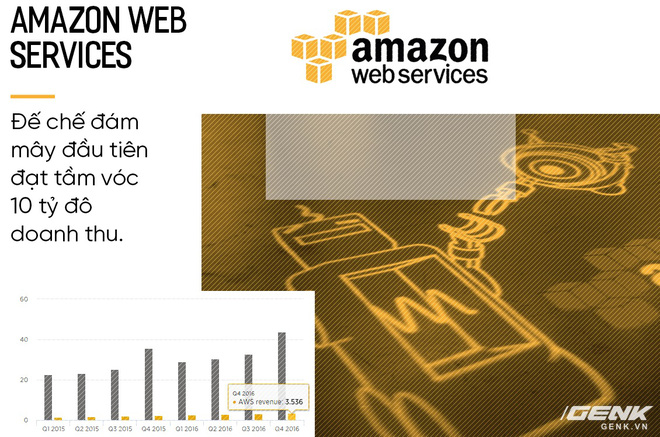 AMAZON WEB
SERVICES
amazon
web services
Đế chế đám
mây đầu tiên
đạt tầm vóc
10 tỷ đô
doanh thu.
60
40
20
0
Q4 2016
AWS revenue: 3.536
Q1 2015 Q2 2015 Q3 2015 Q4 2015 Q1 2016 Q2 2016 Q3 2016 Q4 2016
GENK
GENK.VN